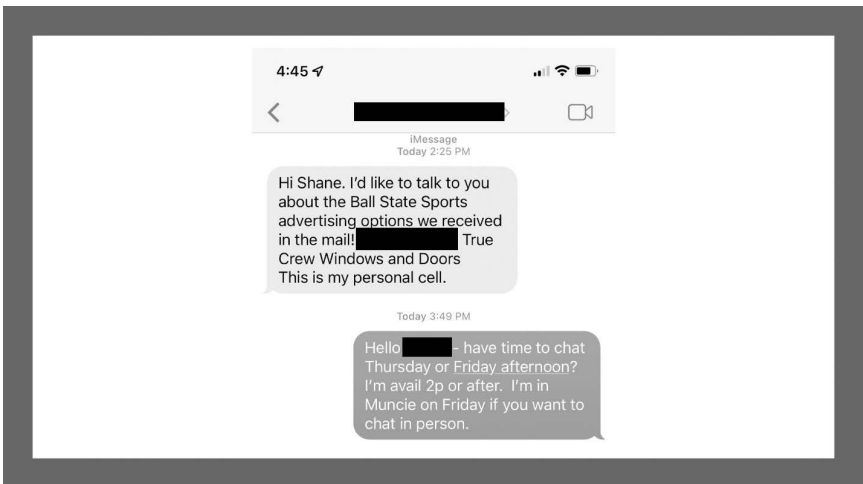 4:45
iMessage
Today 2:25 PM
Hi Shane. I'd like to talk to you
about the Ball State Sports
advertising options we received
in the mail! True
Crew Windows and Doors
This is my personal cell.
Today 3:49 PM
Hello - have time to chat
Thursday or Friday afternoon?
I'm avail 2p or after.  I'm in
Muncie on Friday if you want to
chat in person.